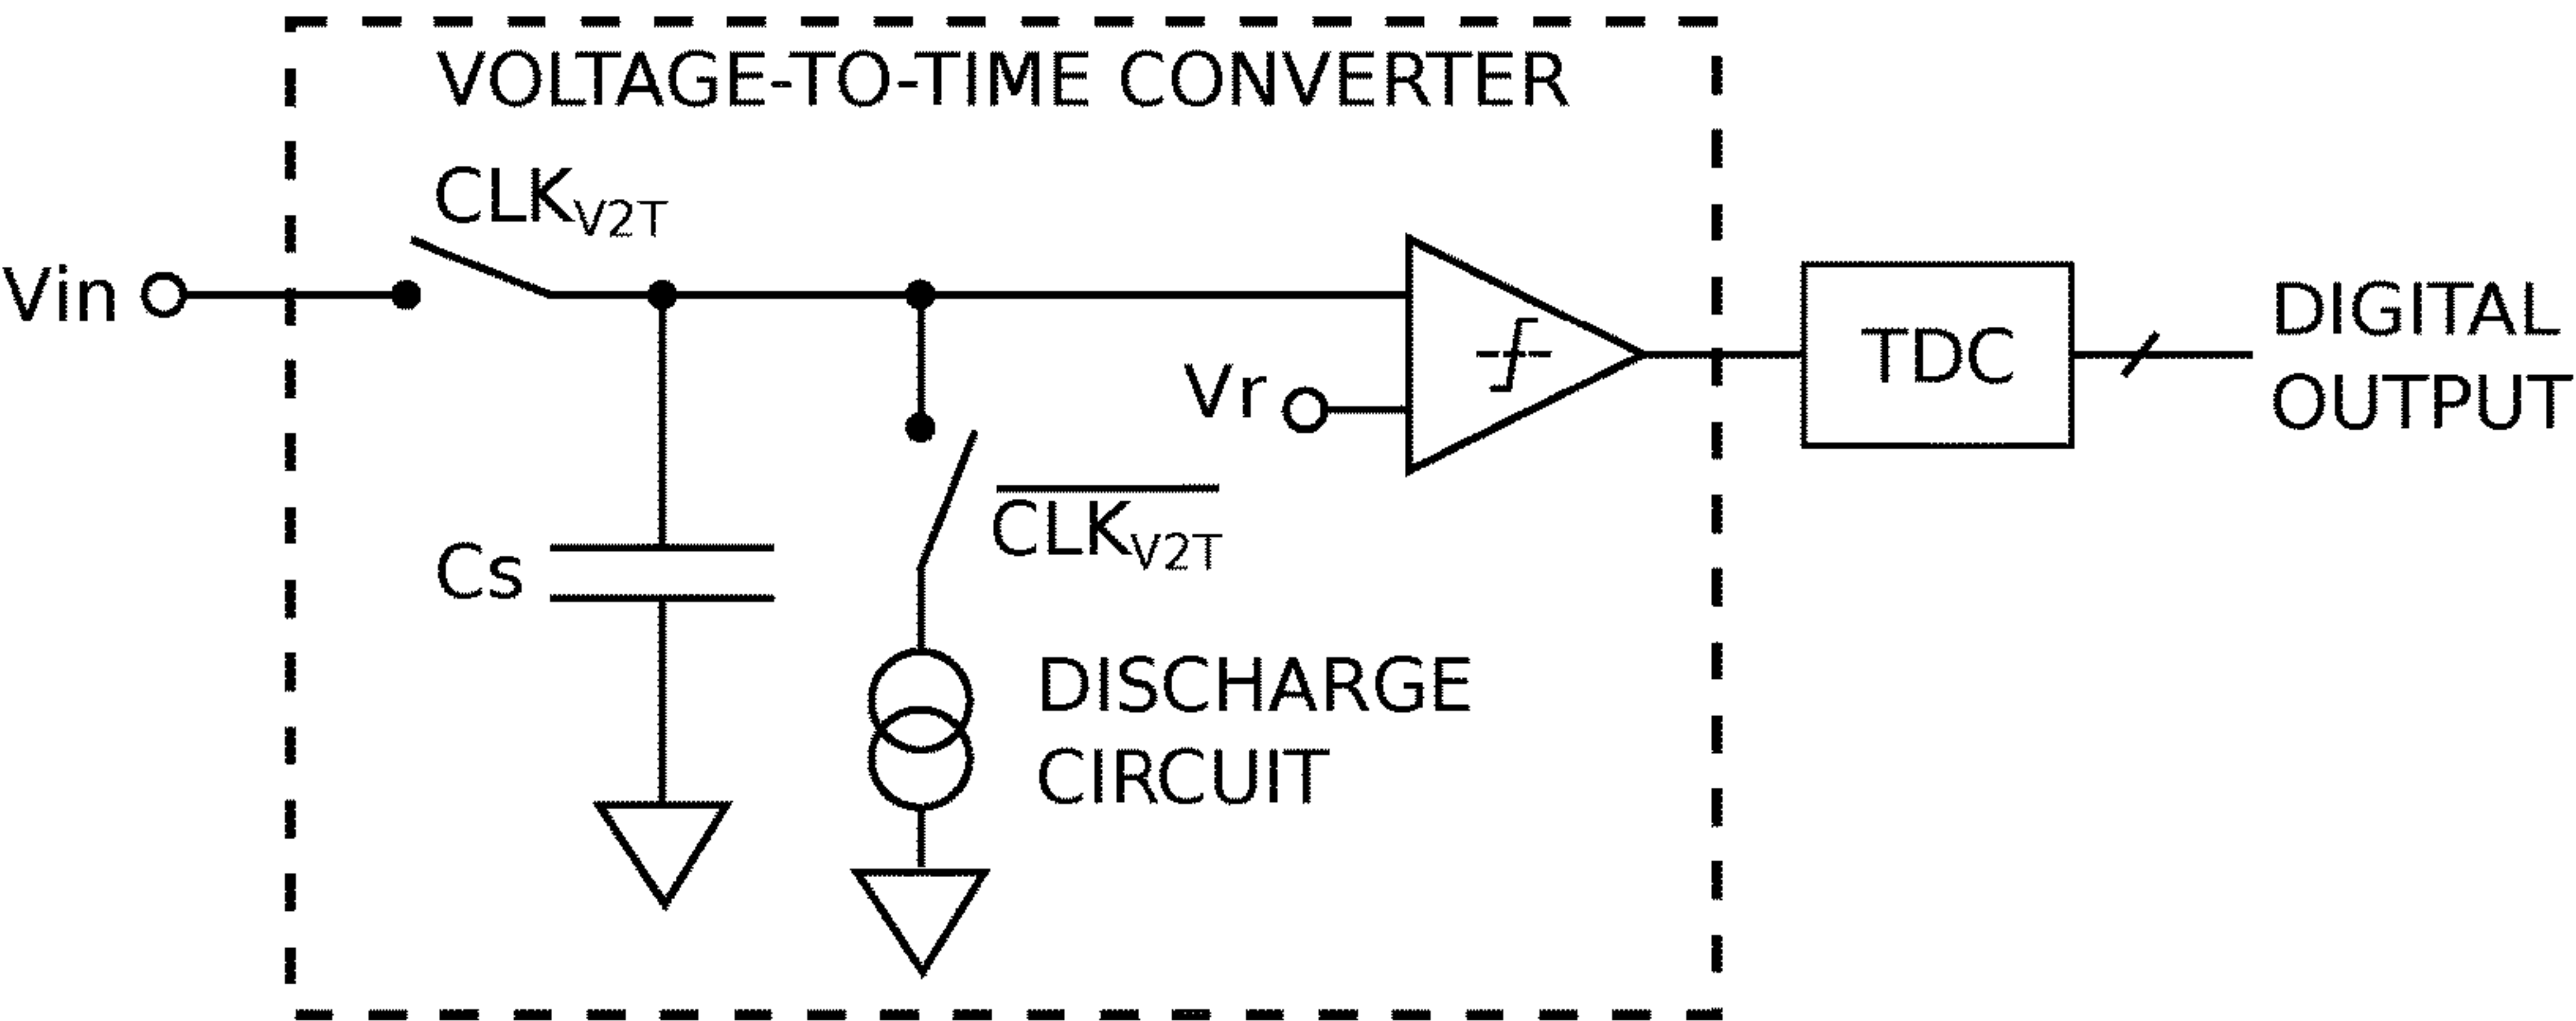 VOLTAGE-TO-TIME CONVERTER
CLKV2T
Vin
Vr
TDC
DIGITAL
OUTPUT
CLKV2T
Cs
DISCHARGE
CIRCUIT